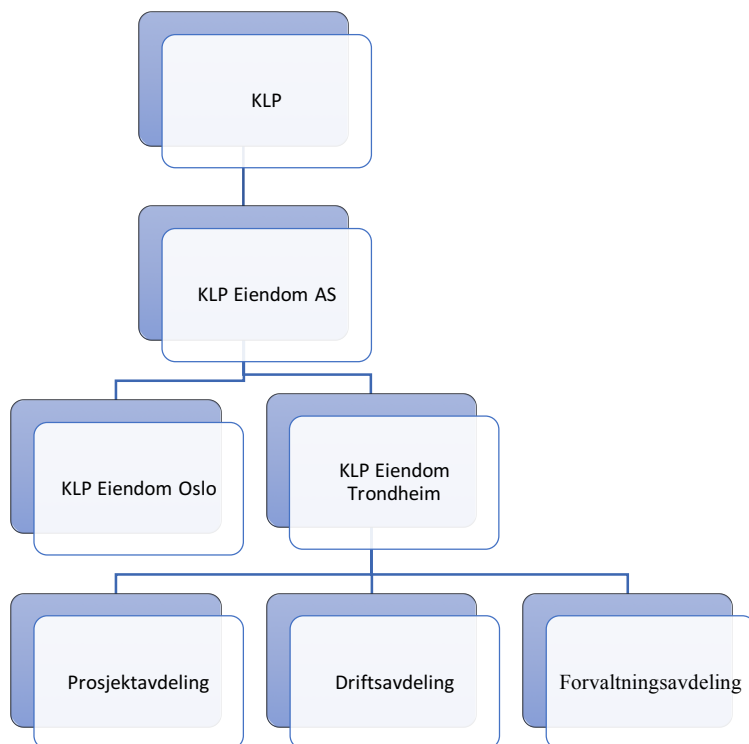 KLP
KLP Eiendom AS
KLP Eiendom Oslo
KLP Eiendom
Trondheim
Prosjektavdeling
Driftsavdeling
Forvaltningsavdeling